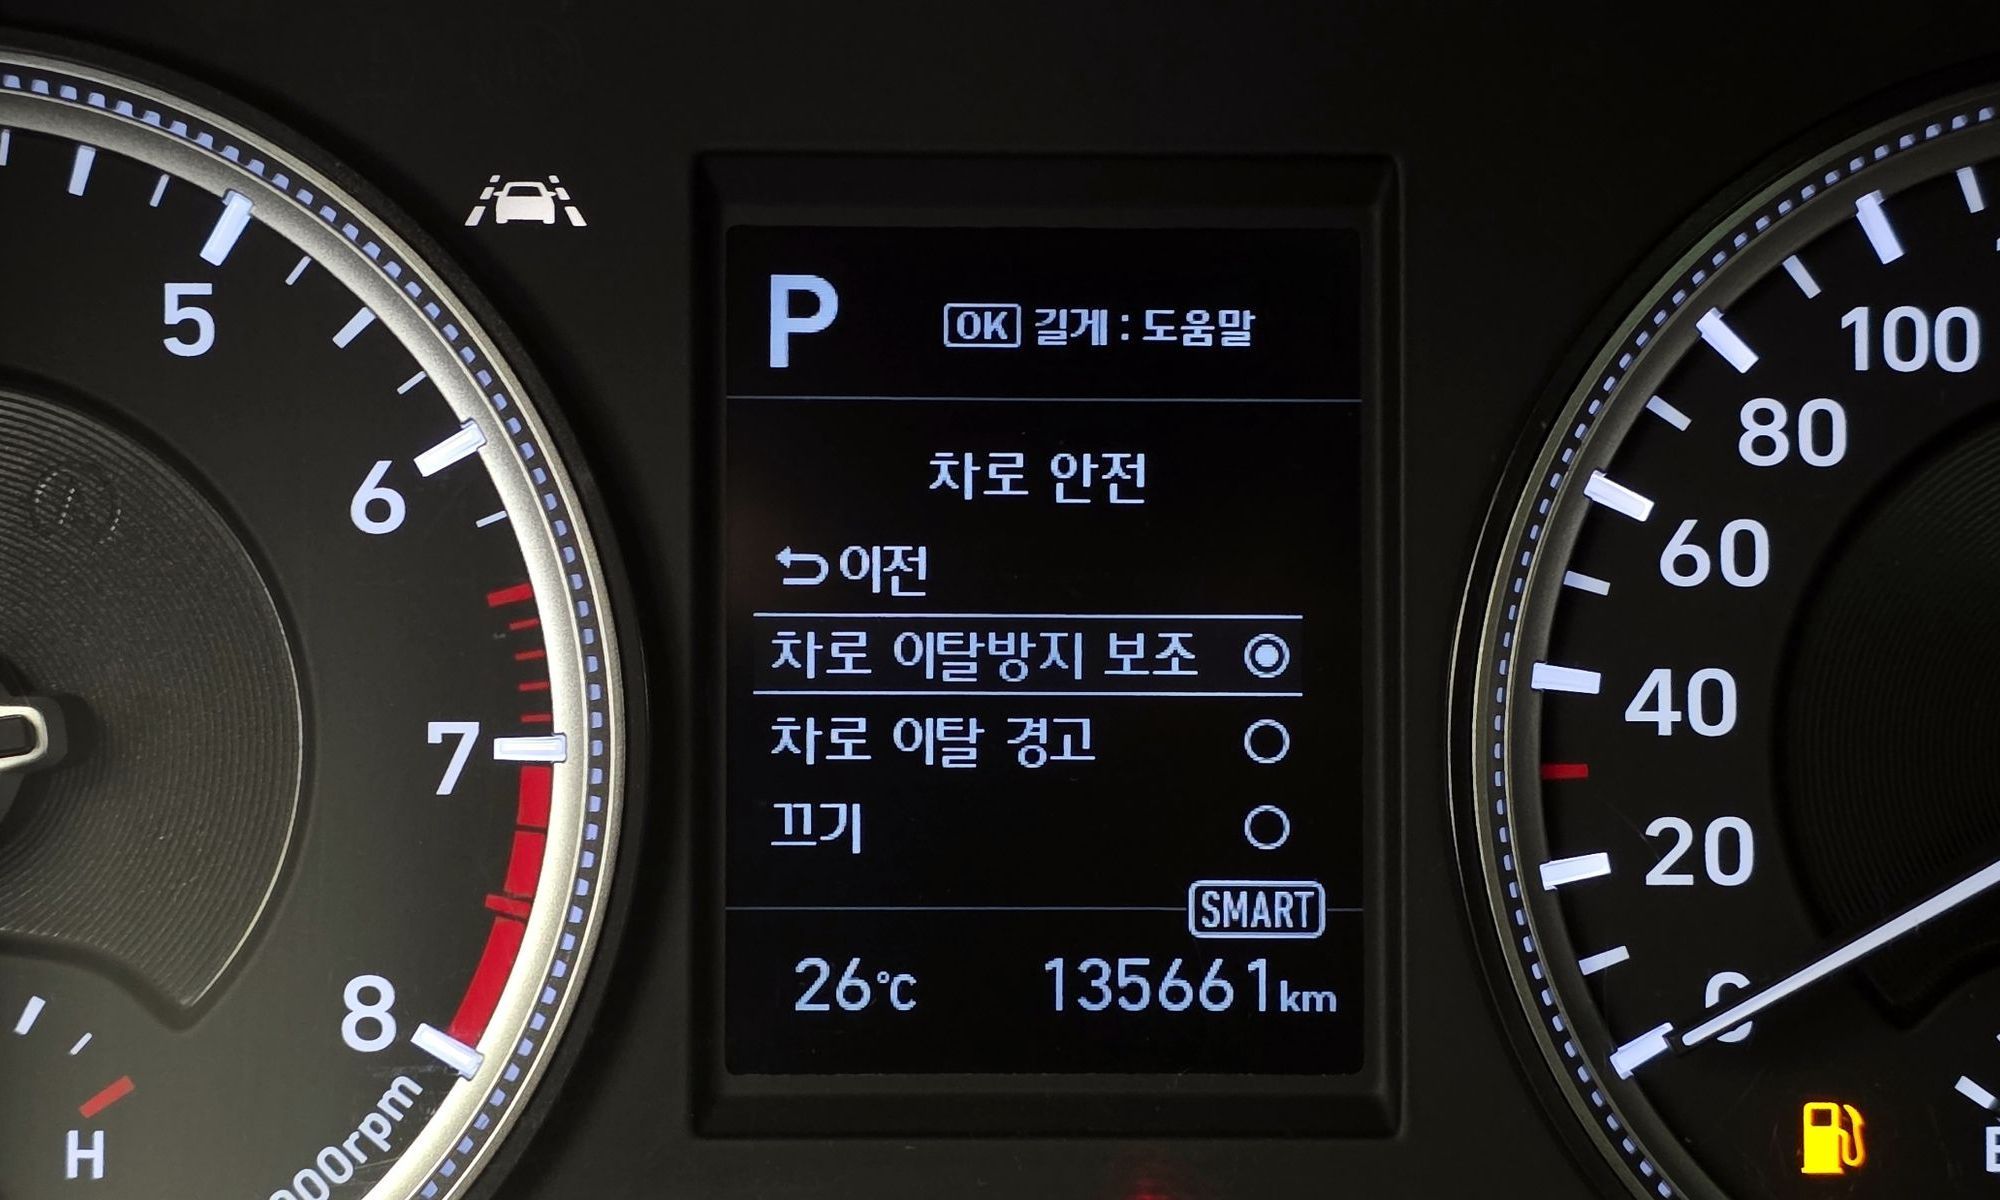 P
OK 길게 : 도움말
차로 안전
이전
차로 이탈방지 보조
차로 이탈 경고
끄기
SMART
26°C 135661km
5
6
7
8
H
100
80
60
40
20
0